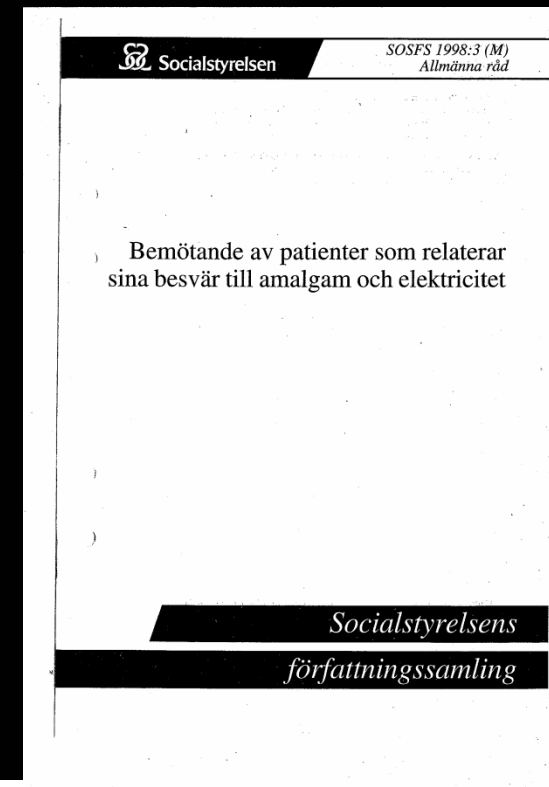 Socialstyrelsen
SOSFS 1998:3 (M)
Allmänna råd
Bemötande av patienter som relaterar
sina besvär till amalgam och elektricitet
Socialstyrelsens
författningssamling